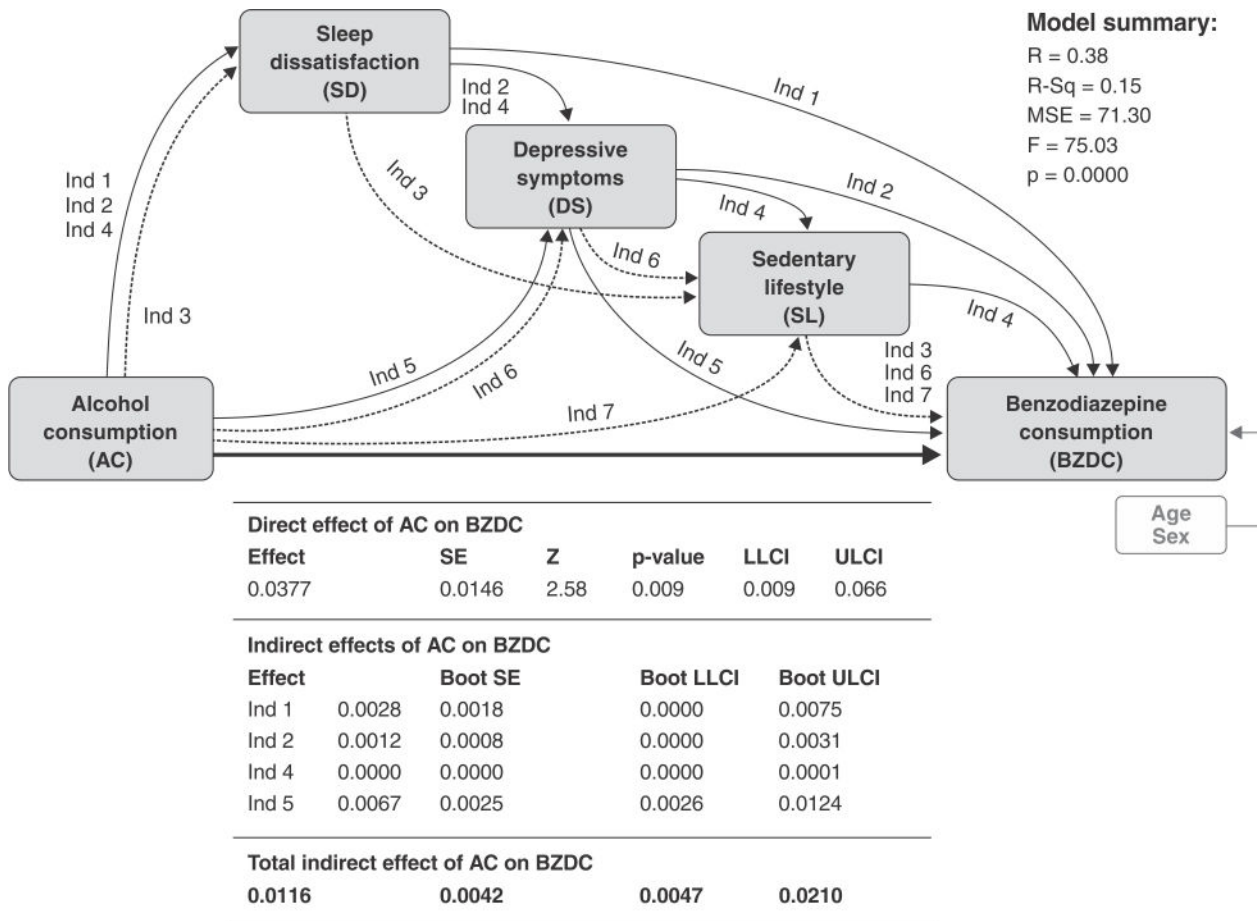 Sleep
dissatisfaction
(SD)
Model summary:
R = 0.38
R-Sq = 0.15
MSE = 71.30
F = 75.03
p = 0.0000
Ind 1
Ind 2
Ind 4
Depressive
symptoms
(DS)
Ind 3
Ind 2
Ind 4
Ind 1
Ind 2
Ind 4
Ind 6
Sedentary
lifestyle
(SL)
Ind 4
Ind 3
Ind 5
Ind 6
Ind 5
Ind 3
Ind 6
Ind 7
Ind 7
Alcohol
consumption
(AC)
Benzodiazepine
consumption
(BZDC)
Age
Sex
Direct effect of AC on BZDC
Effect SE Z p-value LLCI ULCI
0.0377 0.0146 2.58 0.009 0.009 0.066
Indirect effects of AC on BZDC
Effect Boot SE Boot LLCI Boot ULCI
Ind 1 0.0028 0.0018 0.0000 0.0075
Ind 2 0.0012 0.0008 0.0000 0.0031
Ind 4 0.0000 0.0000 0.0000 0.0001
Ind 5 0.0067 0.0025 0.0026 0.0124
Total indirect effect of AC on BZDC
0.0116 0.0042 0.0047 0.0210